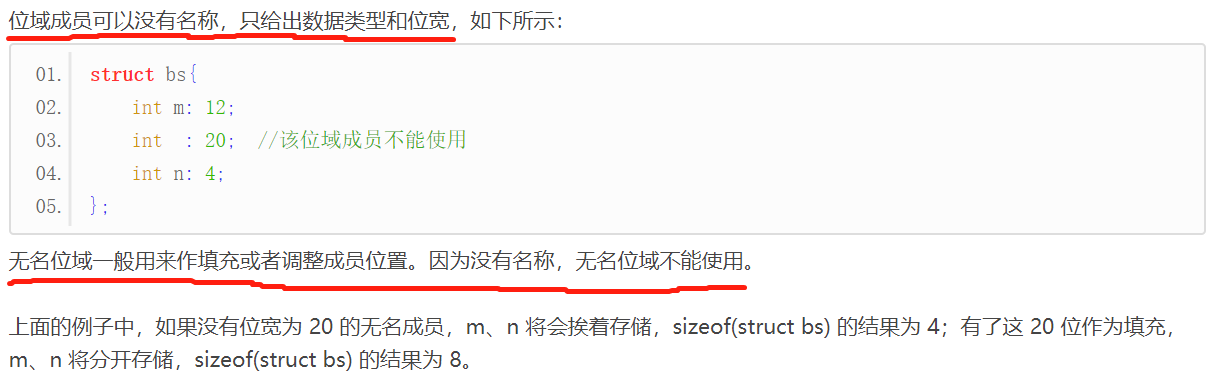 位域成员可以没有名称，只给出数据类型和位宽，如下所示：
01. struct bs{
02.     int m: 12;
03.     int  : 20;  //该位域成员不能使用
04.     int n: 4;
05. };
无名位域一般用来作填充或者调整成员位置。因为没有名称，无名位域不能使用。
上面的例子中，如果没有位宽为 20 的无名成员，m、n 将会挨着存储，sizeof(struct bs) 的结果为 4；有了这 20 位作为填充，
m、n 将分开存储，sizeof(struct bs) 的结果为 8。